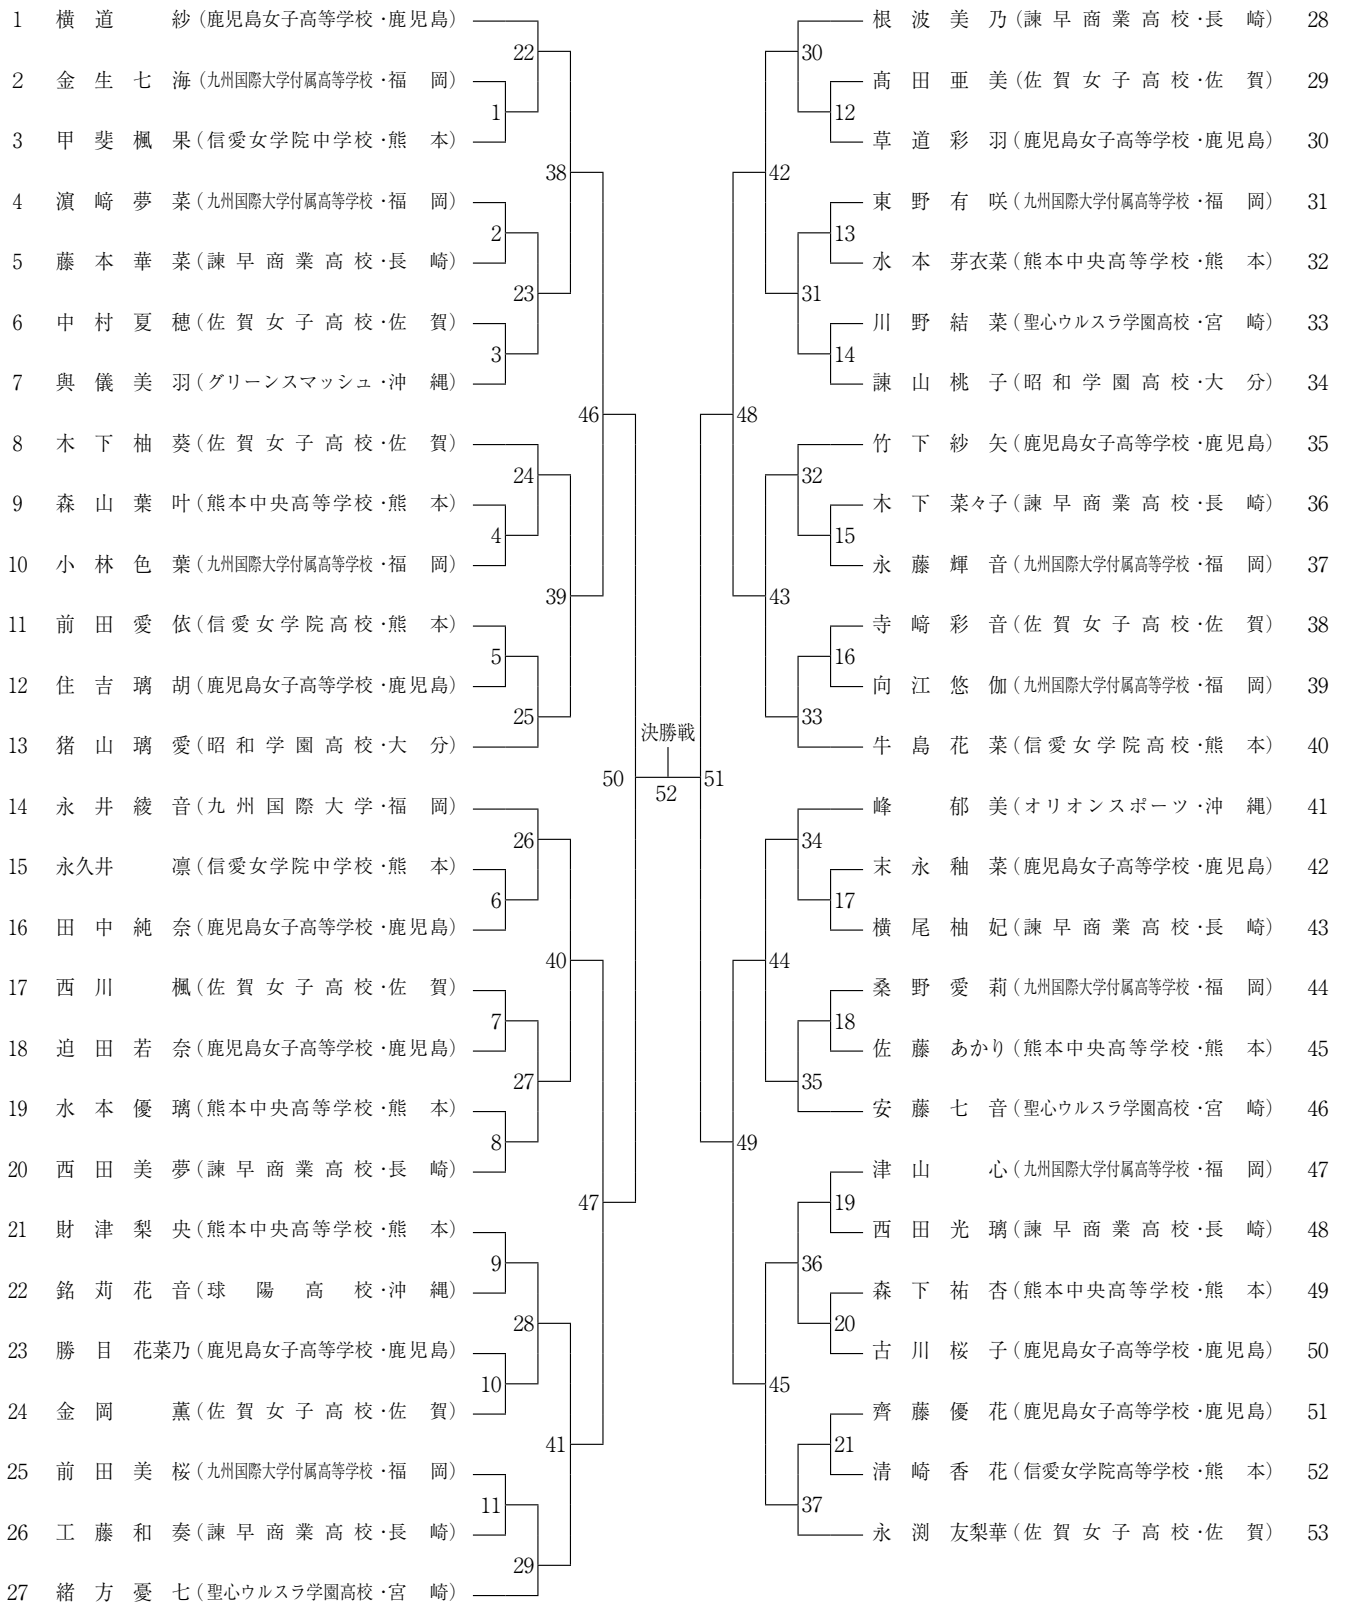 1 横道 紗(鹿児島女子高等学校・鹿児島)
22
2 金生七海(九州国際大学付属高等学校・福岡)
1
3 甲斐楓果(信愛女学院中学校・熊本)
38
4 濵﨑夢菜(九州国際大学付属高等学校・福岡)
2
5 藤本華菜(諫早商業高校・長崎)
23
6 中村夏穂(佐賀女子高校・佐賀)
3
7 與儀美羽(グリーンスマッシュ・沖縄)
46
8 木下柚葵(佐賀女子高校・佐賀)
24
9 森山葉叶(熊本中央高等学校・熊本)
4
10 小林色葉(九州国際大学付属高等学校・福岡)
39
11 前田愛依(信愛女学院高校・熊本)
5
12 住吉璃胡(鹿児島女子高等学校・鹿児島)
25
13 猪山璃愛(昭和学園高校・大分)
50
14 永井綾音(九州国際大学・福岡)
26
15 永久井 凛(信愛女学院中学校・熊本)
6
16 田中純奈(鹿児島女子高等学校・鹿児島)
40
17 西川 楓(佐賀女子高校・佐賀)
7
18 迫田若奈(鹿児島女子高等学校・鹿児島)
27
19 水本優璃(熊本中央高等学校・熊本)
8
20 西田美夢(諫早商業高校・長崎)
47
21 財津梨央(熊本中央高等学校・熊本)
9
22 銘苅花音(球陽高校・沖縄)
28
23 勝目花菜乃(鹿児島女子高等学校・鹿児島)
10
24 金岡 薫(佐賀女子高校・佐賀)
41
25 前田美桜(九州国際大学付属高等学校・福岡)
11
26 工藤和奏(諫早商業高校・長崎)
29
27 緒方憂七(聖心ウルスラ学園高校・宮崎)
決勝戦
52
根波美乃(諫早商業高校・長崎) 28
30
髙田亜美(佐賀女子高校・佐賀) 29
12
草道彩羽(鹿児島女子高等学校・鹿児島) 30
42
東野有咲(九州国際大学付属高等学校・福岡) 31
13
水本芽衣菜(熊本中央高等学校・熊本) 32
31
川野結菜(聖心ウルスラ学園高校・宮崎) 33
14
諫山桃子(昭和学園高校・大分) 34
48
竹下紗矢(鹿児島女子高等学校・鹿児島) 35
32
木下菜々子(諫早商業高校・長崎) 36
15
永藤輝音(九州国際大学付属高等学校・福岡) 37
43
寺﨑彩音(佐賀女子高校・佐賀) 38
16
向江悠伽(九州国際大学付属高等学校・福岡) 39
33
牛島花菜(信愛女学院高校・熊本) 40
51
峰 郁美(オリオンスポーツ・沖縄) 41
34
末永釉菜(鹿児島女子高等学校・鹿児島) 42
17
横尾柚妃(諫早商業高校・長崎) 43
44
桑野愛莉(九州国際大学付属高等学校・福岡) 44
18
佐藤あかり(熊本中央高等学校・熊本) 45
35
安藤七音(聖心ウルスラ学園高校・宮崎) 46
49
津山 心(九州国際大学付属高等学校・福岡) 47
19
西田光璃(諫早商業高校・長崎) 48
36
森下祐杏(熊本中央高等学校・熊本) 49
20
古川桜子(鹿児島女子高等学校・鹿児島) 50
45
齊藤優花(鹿児島女子高等学校・鹿児島) 51
21
清崎香花(信愛女学院高等学校・熊本) 52
37
永渕友梨華(佐賀女子高校・佐賀) 53